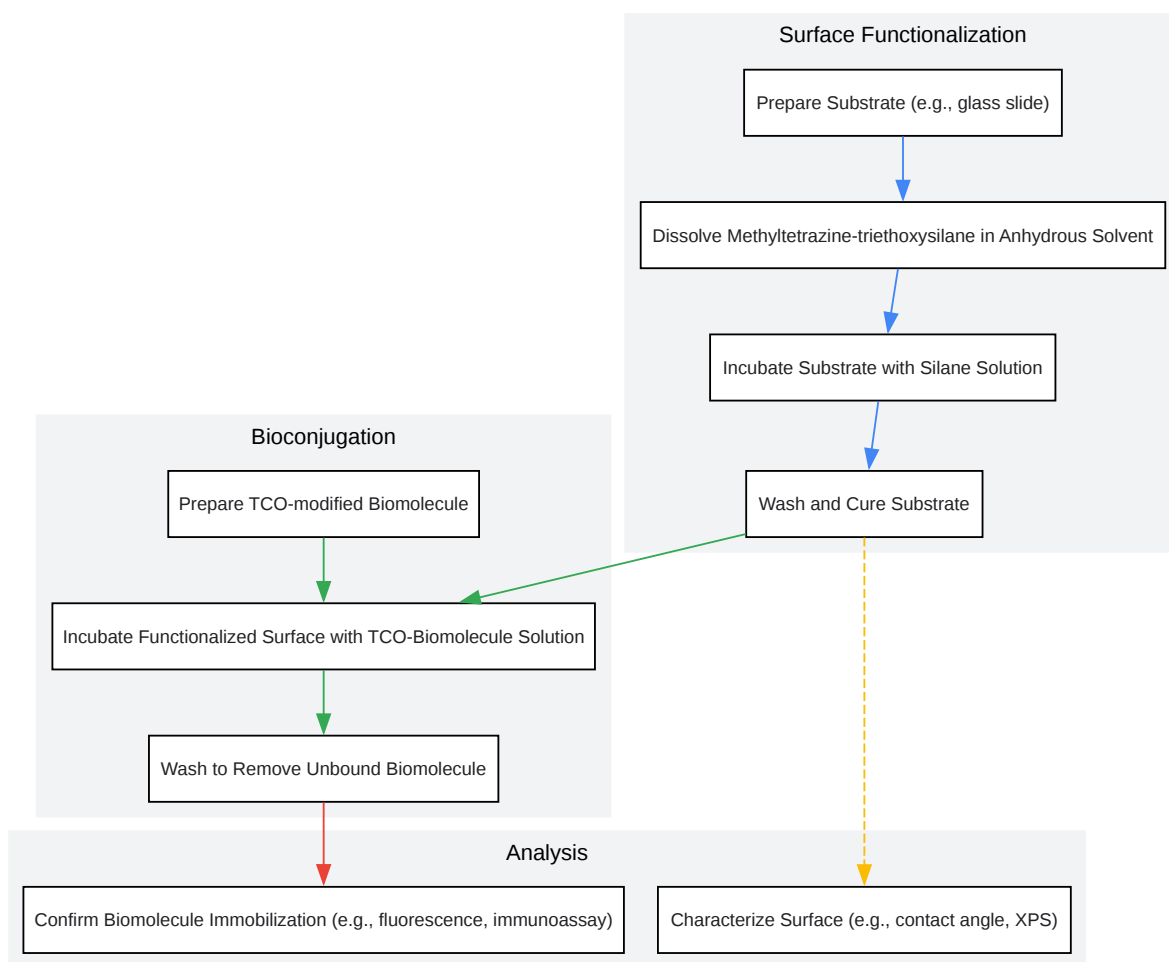 Surface Functionalization
Prepare Substrate (e.g., glass slide)
Dissolve Methyltetrazine-triethoxysilane in Anhydrous Solvent
Incubate Substrate with Silane Solution
Wash and Cure Substrate
Bioconjugation
Prepare TCO-modified Biomolecule
Incubate Functionalized Surface with TCO-Biomolecule Solution
Wash to Remove Unbound Biomolecule
Analysis
Confirm Biomolecule Immobilization (e.g., fluorescence, immunoassay)
Characterize Surface (e.g., contact angle, XPS)